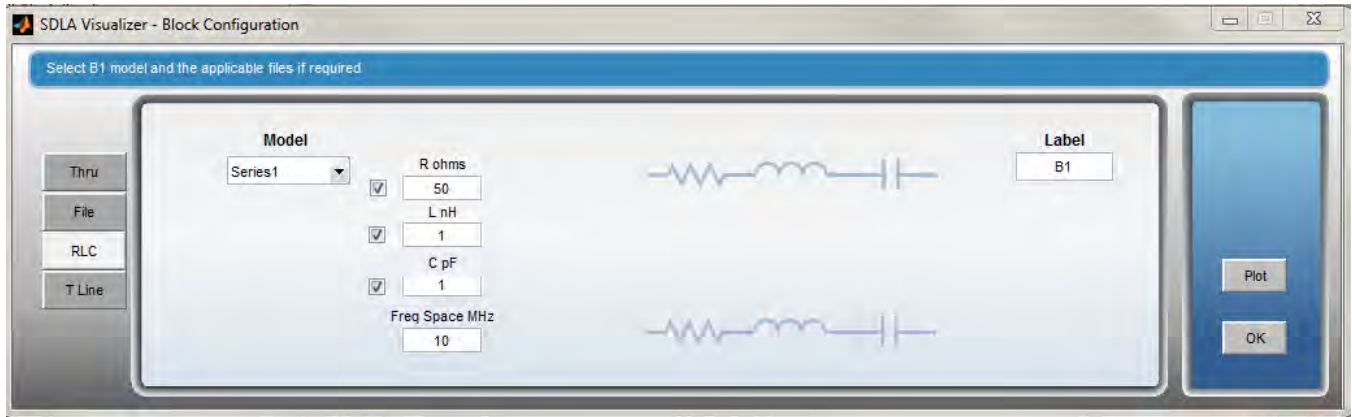 SDLA Visualizer - Block Configuration
Select B1 model and the applicable files if required
Thru
File
RLC
T Line
Model
Series1
R ohms
50
L nH
1
C pF
1
Freq Space MHz
10
Label
B1
Plot
OK